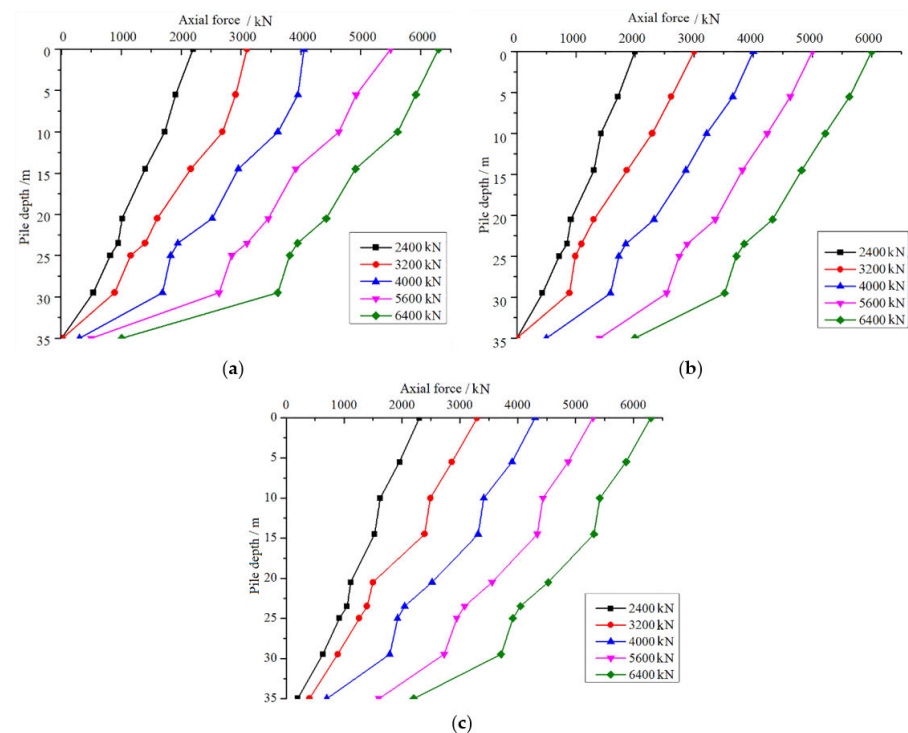 Axial force / kN
0 1000 2000 3000 4000 5000 6000
0
5
10
15
20
25
30
35
Pile depth /m
2400 kN
3200 kN
4000 kN
5600 kN
6400 kN
(a)
Axial force / kN
0 1000 2000 3000 4000 5000 6000
0
5
10
15
20
25
30
35
Pile depth / m
2400 kN
3200 kN
4000 kN
5600 kN
6400 kN
(b)
Axial force / kN
0 1000 2000 3000 4000 5000 6000
0
5
10
15
20
25
30
35
Pile depth / m
2400 kN
3200 kN
4000 kN
5600 kN
6400 kN
(c)